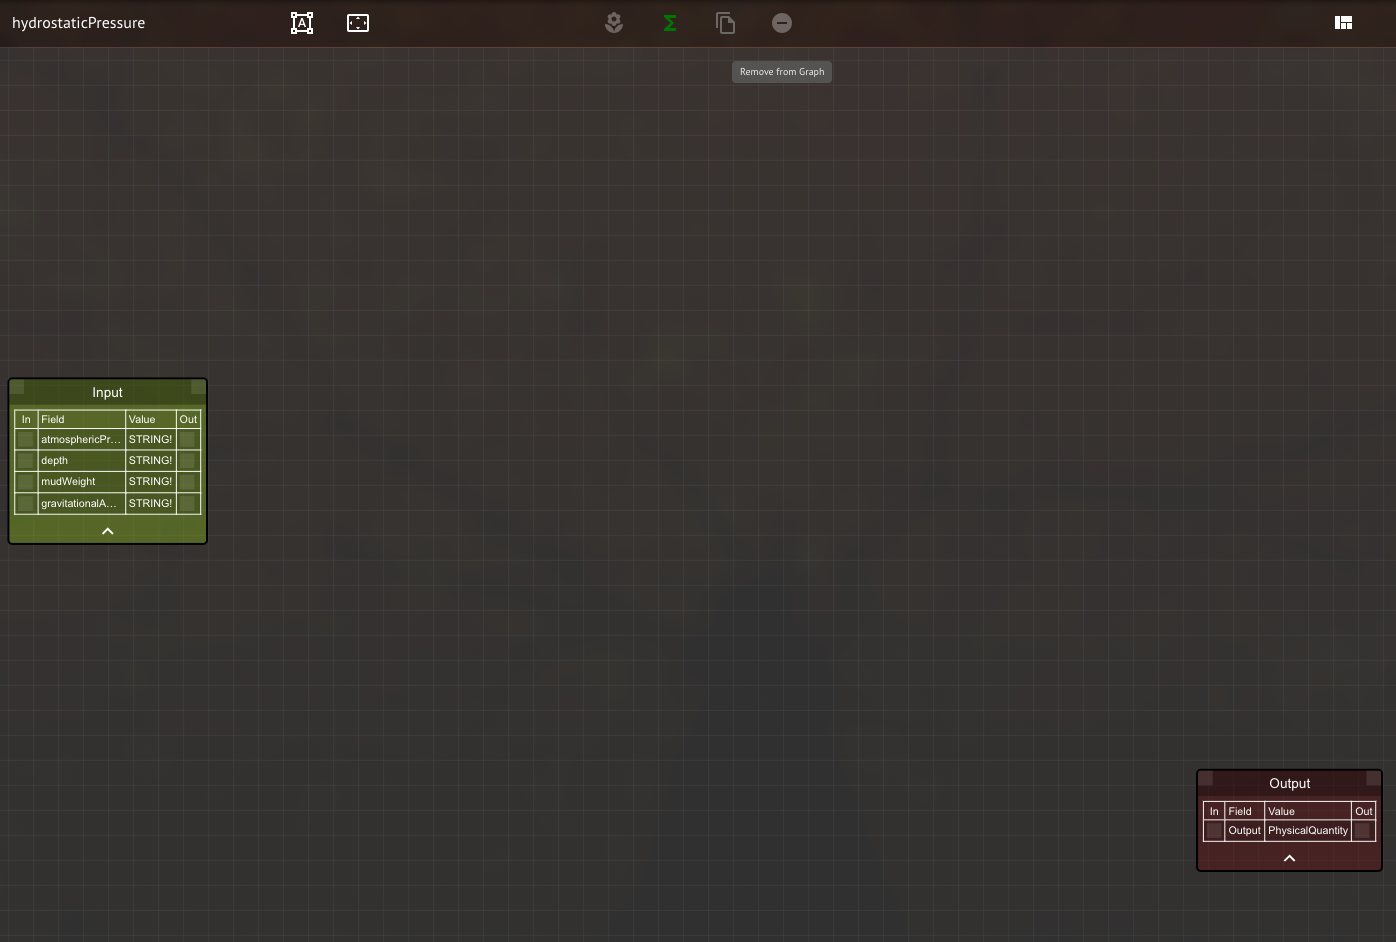 hydrostaticPressure
A
Remove from Graph
Input
In Field Value Out
atmosphericPr... STRING!
depth STRING!
mudWeight STRING!
gravitationalA... STRING!
Output
In Field Value Out
Output PhysicalQuantity